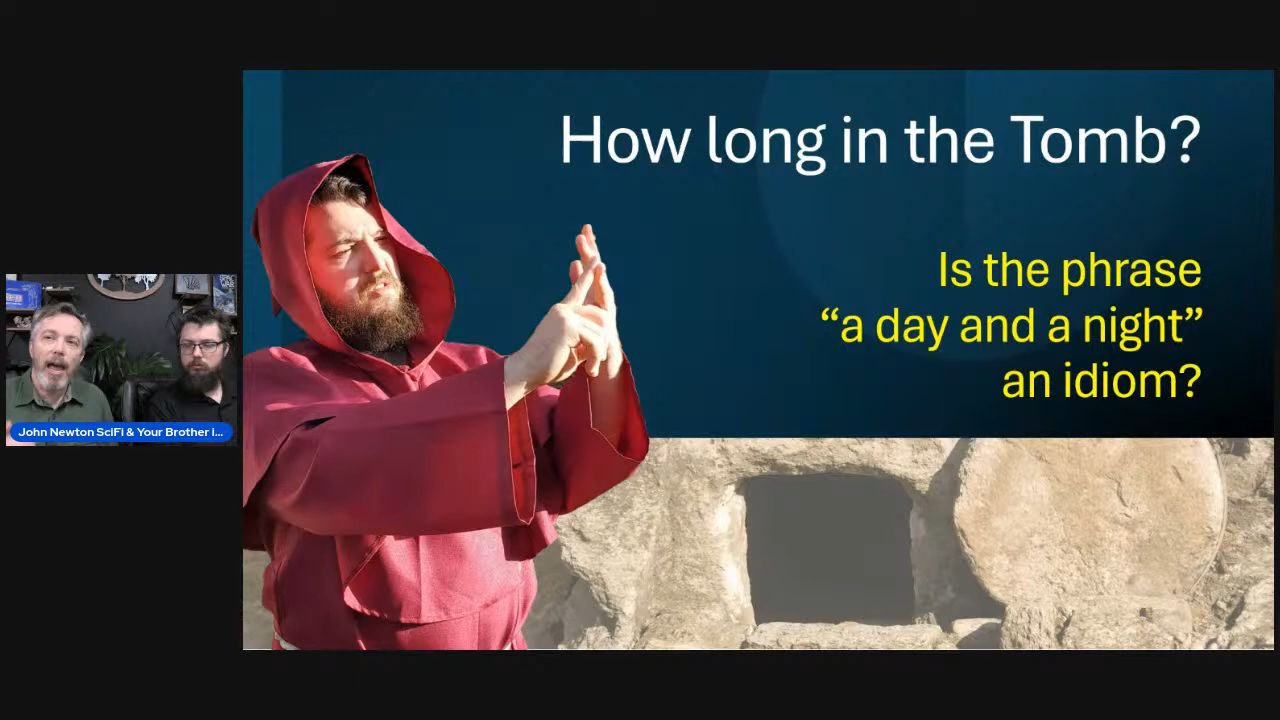 How long in the Tomb?
Is the phrase
“a day and a night”
an idiom?
John Newton SciFi & Your Brother i...